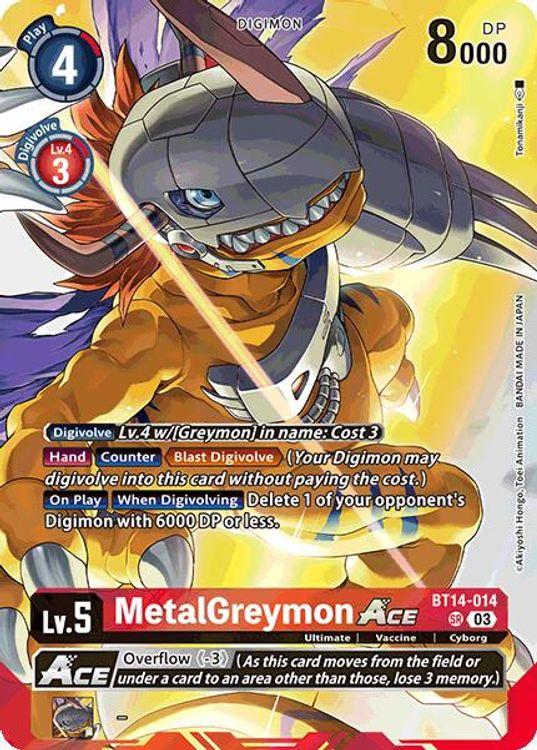 DIGIMON
Play
4
DP
8000
Digivolve
Lv.4
3
Tonamikanji
©Akiyoshi Hongo, Toei Animation BANDAI MADE IN JAPAN
Digivolve Lv.4 w/[Greymon] in name: Cost 3
Hand Counter Blast Digivolve (Your Digimon may
digivolve into this card without paying the cost.)
On Play When Digivolving Delete 1 of your opponent's
Digimon with 6000 DP or less.
BT14-014
Lv.5 MetalGreymon ACE SR 03
Ultimate | Vaccine | Cyborg
ACE Overflow ⟨-3⟩ (As this card moves from the field or
under a card to an area other than those, lose 3 memory.)
-